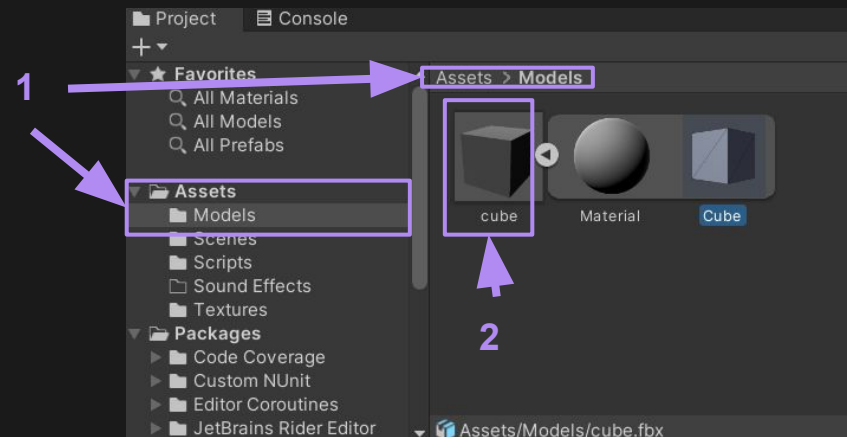 Project
Console
1
Favorites
All Materials
All Models
All Prefabs
Assets
Models
Scenes
Scripts
Sound Effects
Textures
Packages
Code Coverage
Custom NUnit
Editor Coroutines
JetBrains Rider Editor
Assets > Models
cube
Material
Cube
2
Assets/Models/cube.fbx